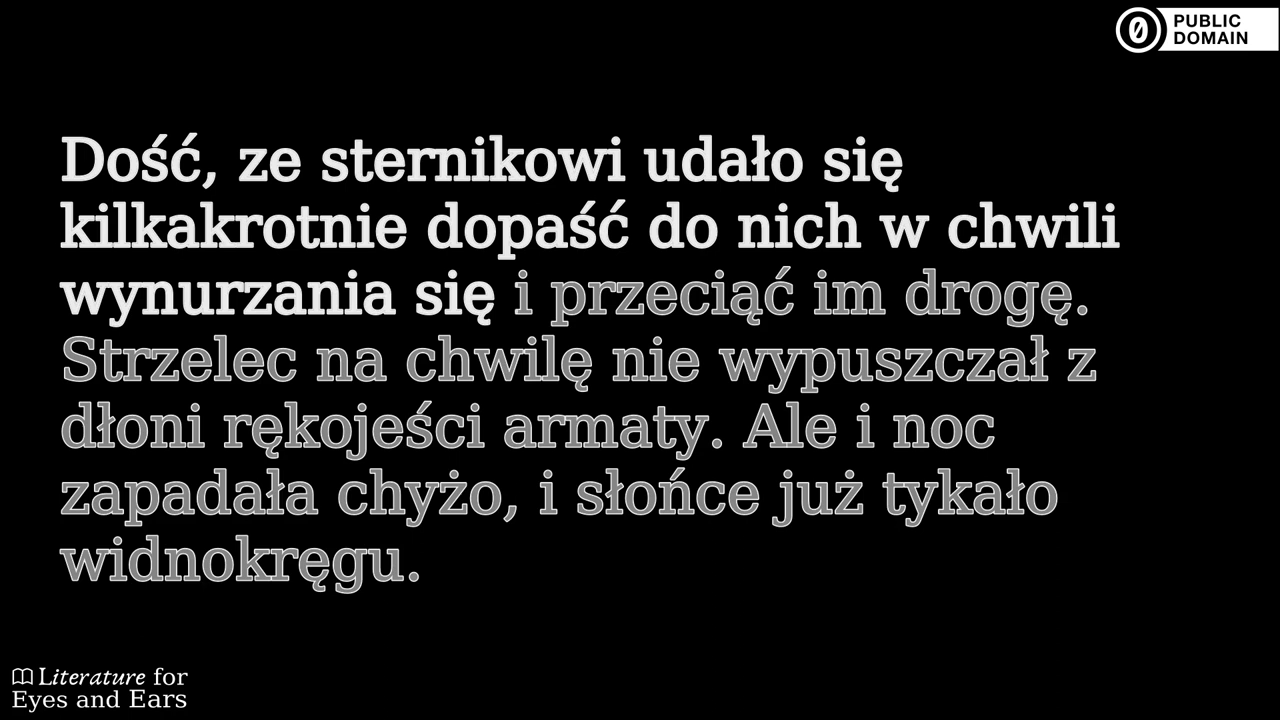 PUBLIC
DOMAIN
Dość, ze sternikowi udało się
kilkakrotnie dopaść do nich w chwili
wynurzania się i przeciąć im drogę.
Strzelec na chwilę nie wypuszczał z
dłoni rękojeści armaty. Ale i noc
zapadała chyżo, i słońce już tykało
widnokręgu.
Literature for
Eyes and Ears